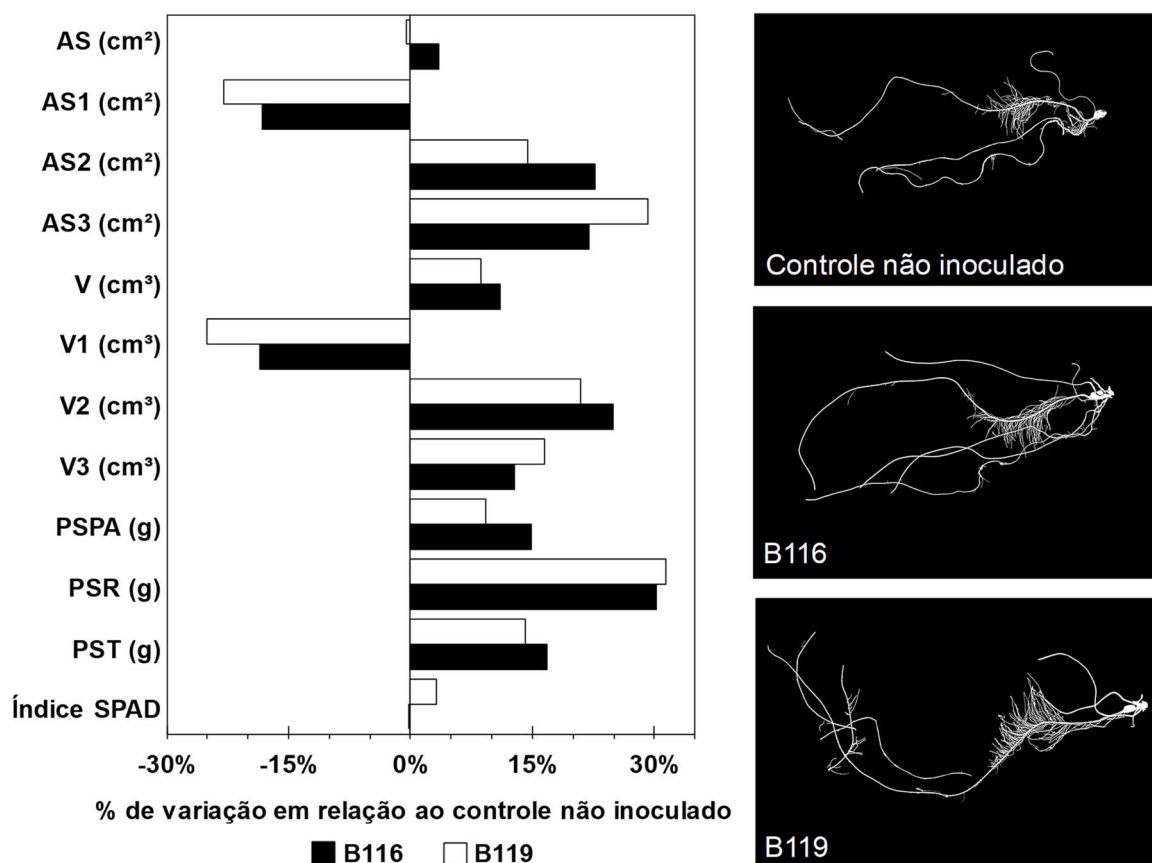 AS (cm²)
AS1 (cm²)
AS2 (cm²)
AS3 (cm²)
V (cm³)
V1 (cm³)
V2 (cm³)
V3 (cm³)
PSPA (g)
PSR (g)
PST (g)
Índice SPAD
-30% -15% 0% 15% 30%
% de variação em relação ao controle não inoculado
B116 B119
Controle não inoculado
B116
B119